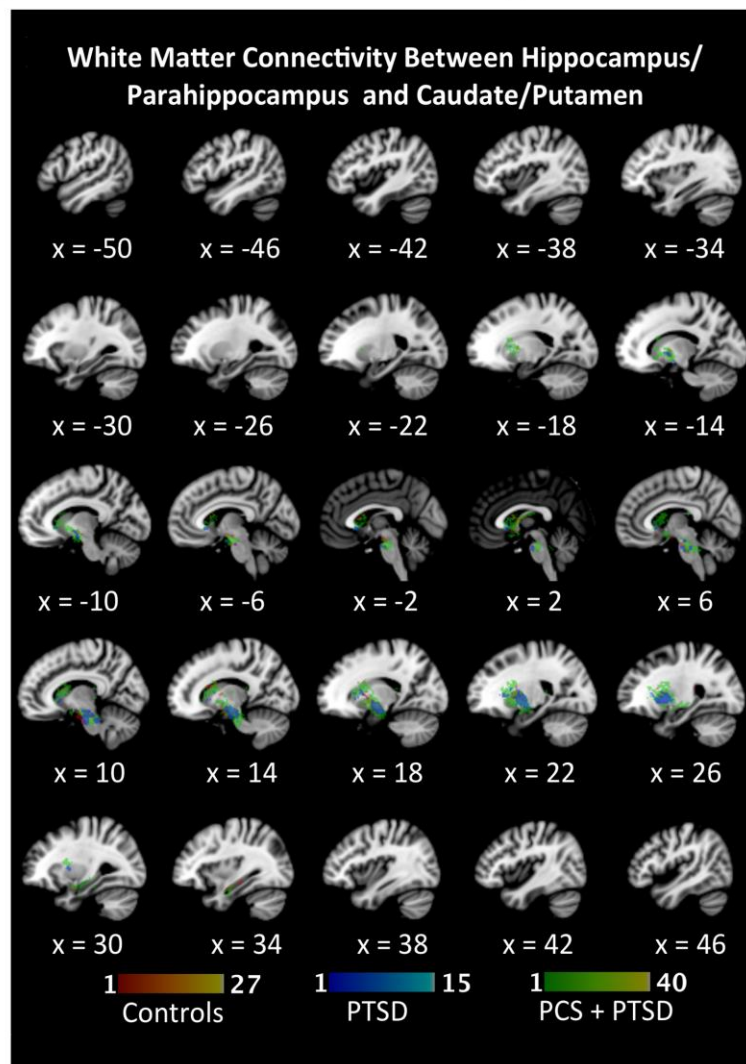 White Matter Connectivity Between Hippocampus/
Parahippocampus and Caudate/Putamen
x = -50 x = -46 x = -42 x = -38 x = -34
x = -30 x = -26 x = -22 x = -18 x = -14
x = -10 x = -6 x = -2 x = 2 x = 6
x = 10 x = 14 x = 18 x = 22 x = 26
x = 30 x = 34 x = 38 x = 42 x = 46
1 27 1 15 1 40
Controls PTSD PCS + PTSD